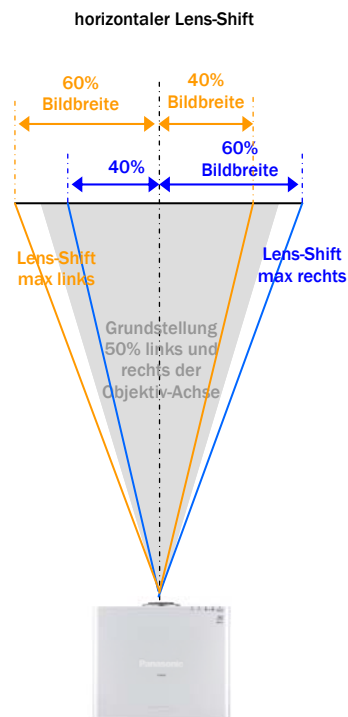 horizontaler Lens-Shift
60%
Bildbreite
40%
Bildbreite
40%
60%
Bildbreite
Lens-Shift
max links
Lens-Shift
max rechts
Grundstellung
50% links und
rechts der
Objektiv-Achse
Panasonic